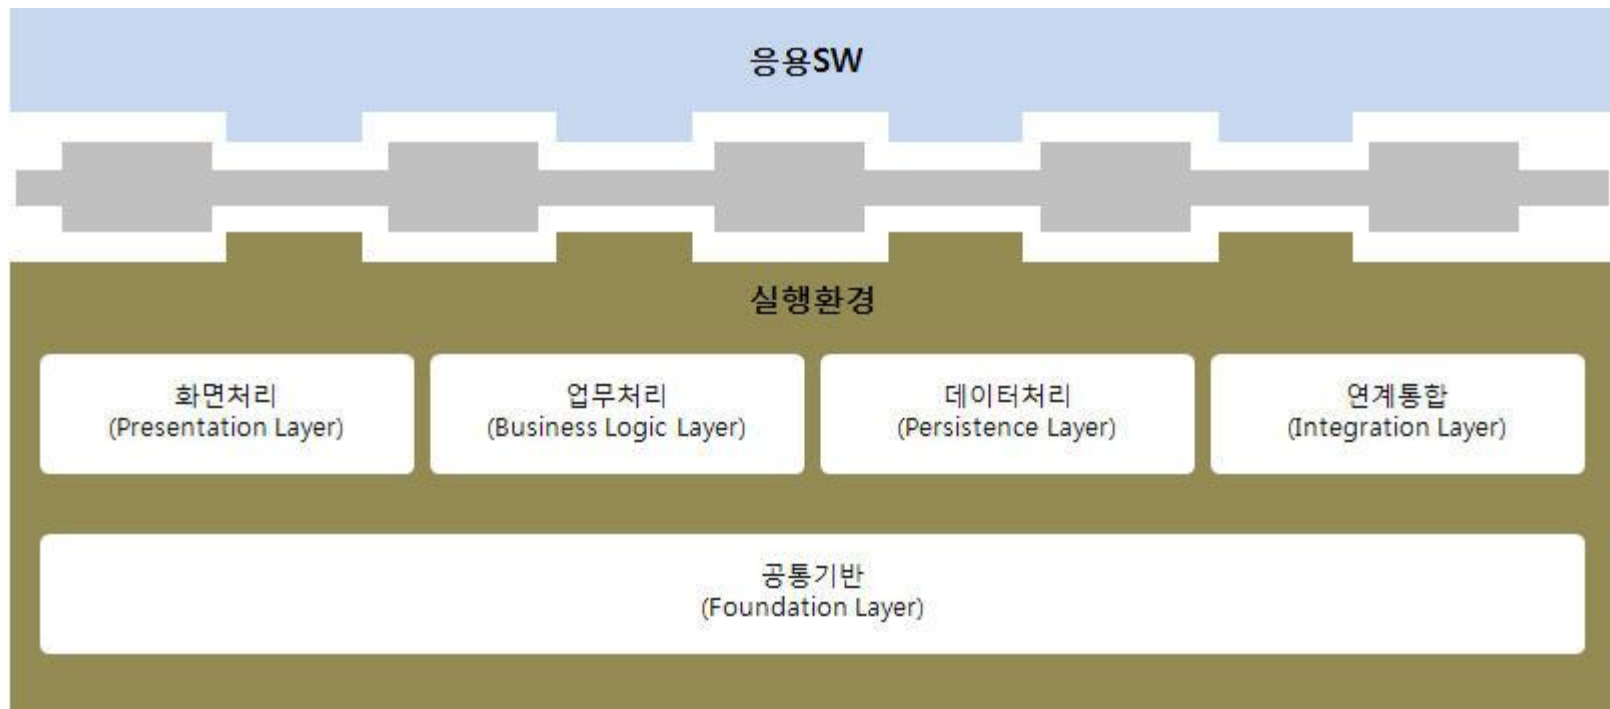 응용SW
실행환경
화면처리
(Presentation Layer)
업무처리
(Business Logic Layer)
데이터처리
(Persistence Layer)
연계통합
(Integration Layer)
공통기반
(Foundation Layer)